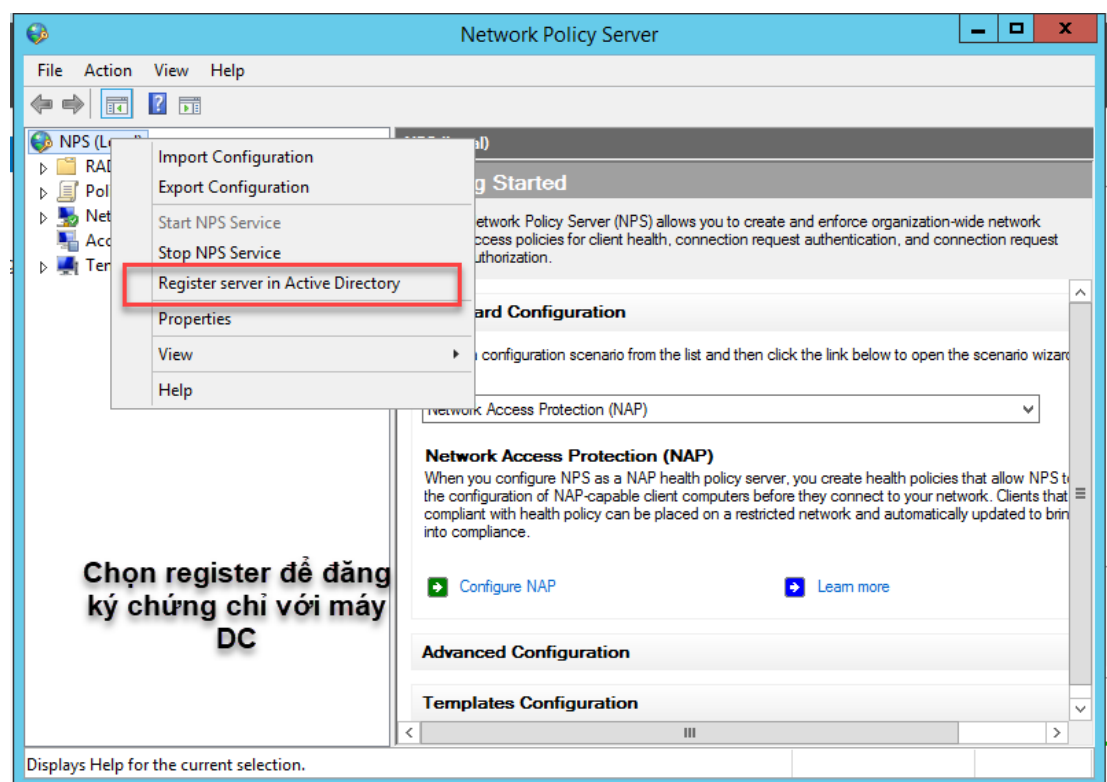 Network Policy Server
File Action View Help
NPS (Local)
Import Configuration
Export Configuration
Start NPS Service
Stop NPS Service
Register server in Active Directory
Properties
View
Help
g Started
etwork Policy Server (NPS) allows you to create and enforce organization-wide network
ccess policies for client health, connection request authentication, and connection request
uthorization.
ard Configuration
configuration scenario from the list and then click the link below to open the scenario wizard
Network Access Protection (NAP)
Network Access Protection (NAP)
When you configure NPS as a NAP health policy server, you create health policies that allow NPS to
the configuration of NAP-capable client computers before they connect to your network. Clients that
compliant with health policy can be placed on a restricted network and automatically updated to brin
into compliance.
Configure NAP Learn more
Advanced Configuration
Templates Configuration
Chọn register để đăng
ký chứng chỉ với máy
DC
Displays Help for the current selection.